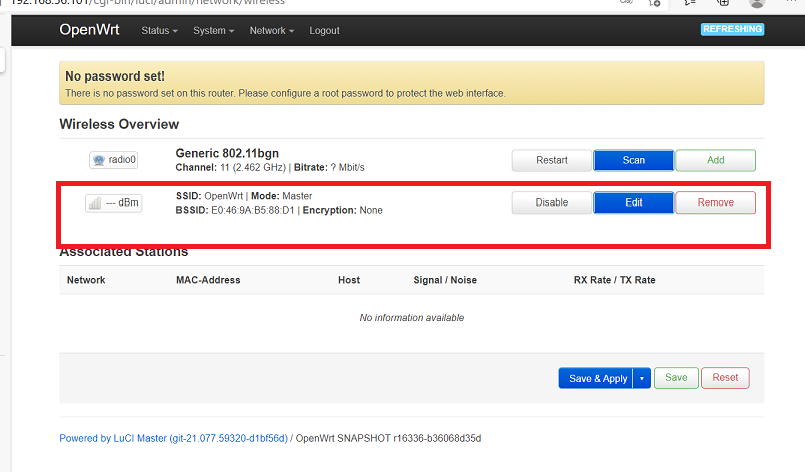 192.168.56.101/cgi-bin/luci/admin/network/wireless
OpenWrt Status System Network Logout REFRESHING
No password set!
There is no password set on this router. Please configure a root password to protect the web interface.
Wireless Overview
radio0 Generic 802.11bgn Restart Scan Add
Channel: 11 (2.462 GHz) | Bitrate: ? Mbit/s
--- dBm SSID: OpenWrt | Mode: Master Disable Edit Remove
BSSID: E0:46:9A:B5:88:D1 | Encryption: None
Associated Stations
Network MAC-Address Host Signal / Noise RX Rate / TX Rate
No information available
Save & Apply Save Reset
Powered by LuCI Master (git-21.077.59320-d1bf56d) / OpenWrt SNAPSHOT r16336-b36068d35d